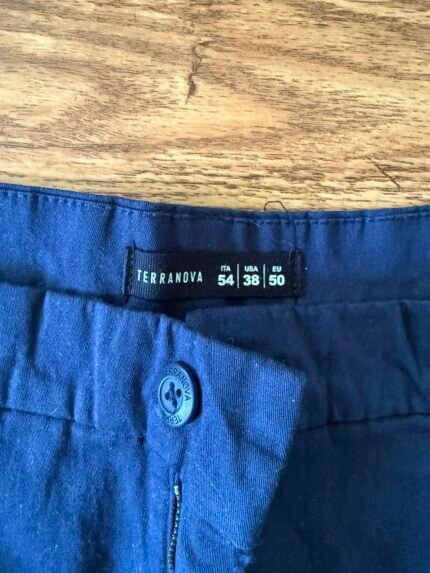 TERRANOVA
ITA USA EU
54 | 38 | 50
TERRANOVA